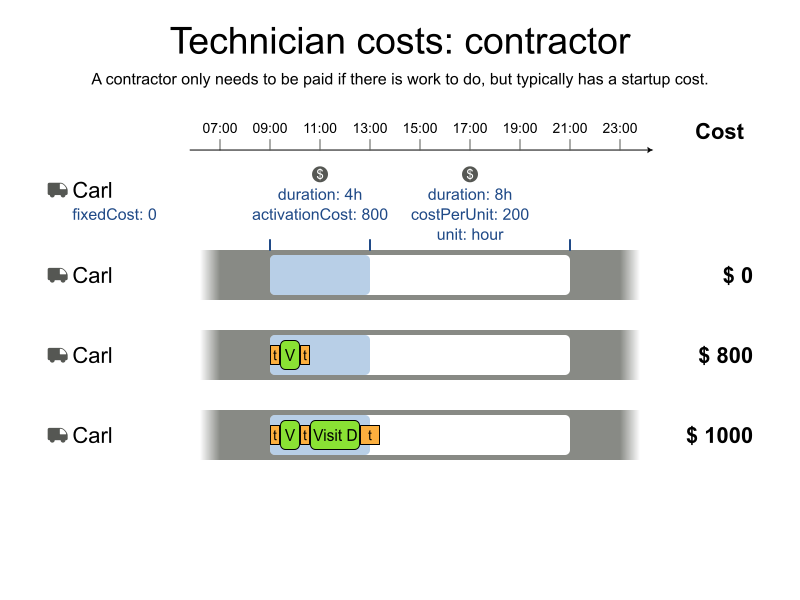 Technician costs: contractor
A contractor only needs to be paid if there is work to do, but typically has a startup cost.
07:00 09:00 11:00 13:00 15:00 17:00 19:00 21:00 23:00 Cost
$ $
Carl duration: 4h duration: 8h
fixedCost: 0 activationCost: 800 costPerUnit: 200
unit: hour
Carl $ 0
Carl t V t $ 800
Carl t V t Visit D t $ 1000